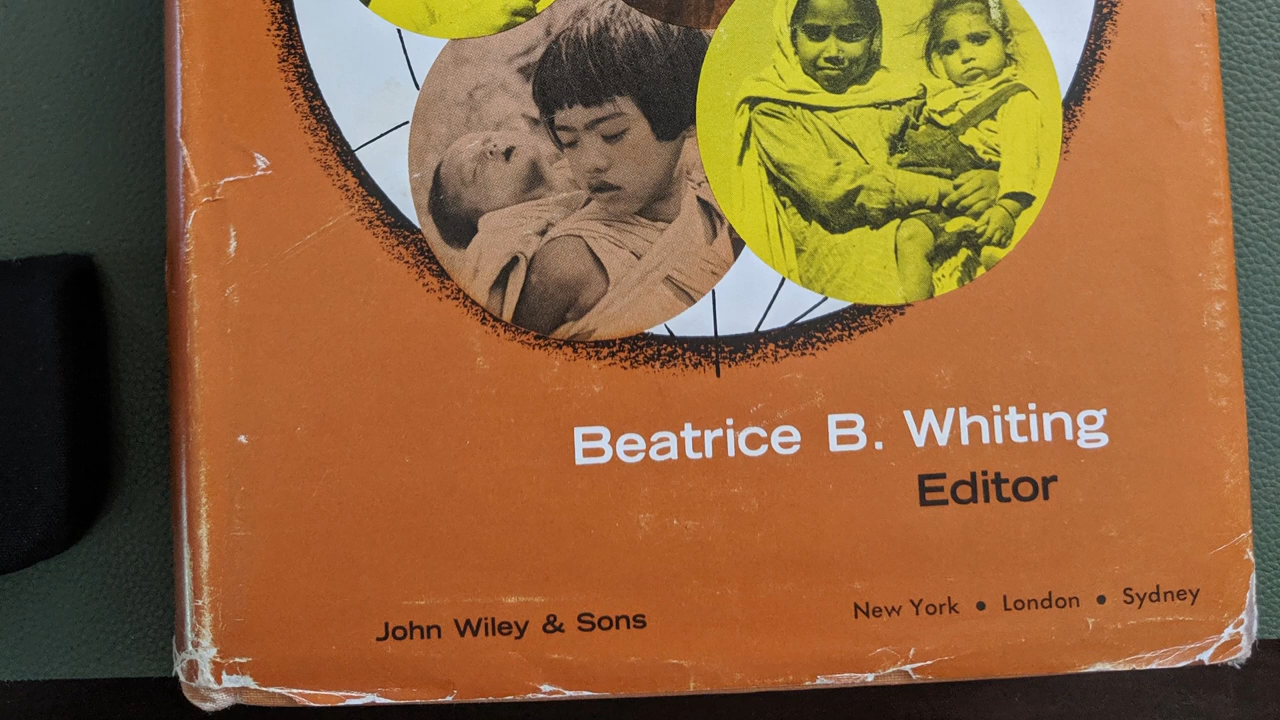 Beatrice B. Whiting
Editor
John Wiley & Sons
New York • London • Sydney